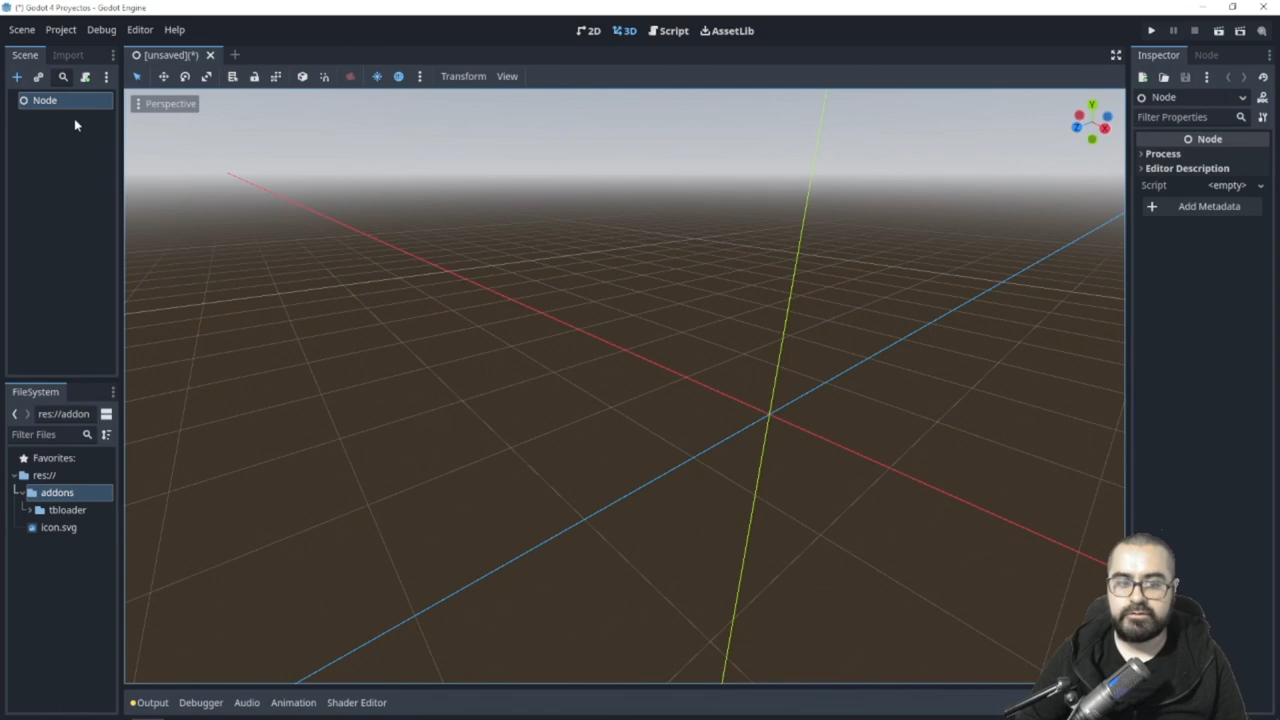 (*) Godot 4 Proyectos - Godot Engine
Scene Project Debug Editor Help
2D 3D Script AssetLib
Scene Import
[unsaved](*)
Inspector Node
Transform View
Node
Perspective
Y
Z X
Node
Filter Properties
Node
Process
Editor Description
Script <empty>
Add Metadata
FileSystem
res://addon
Filter Files
Favorites:
res://
addons
tbloader
icon.svg
Output Debugger Audio Animation Shader Editor